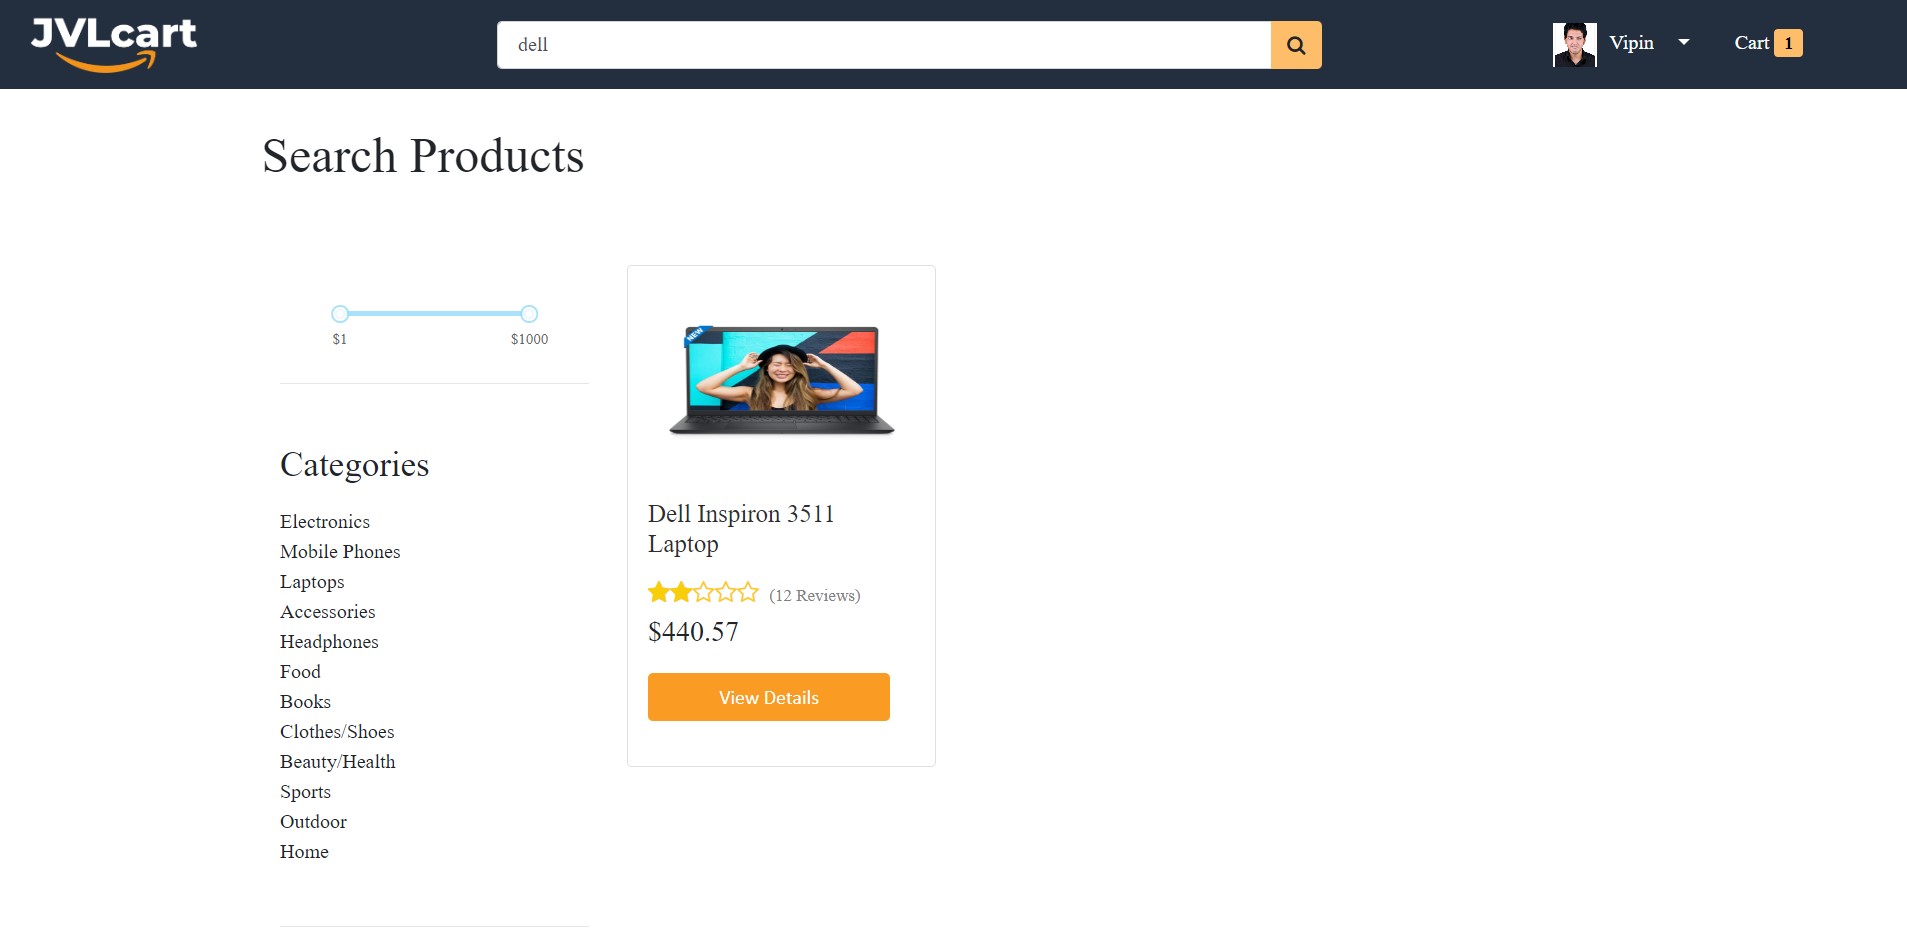 JVLcart
dell
Vipin
Cart 1
Search Products
$1
$1000
Categories
Electronics
Mobile Phones
Laptops
Accessories
Headphones
Food
Books
Clothes/Shoes
Beauty/Health
Sports
Outdoor
Home
NEW
Dell Inspiron 3511
Laptop
(12 Reviews)
$440.57
View Details